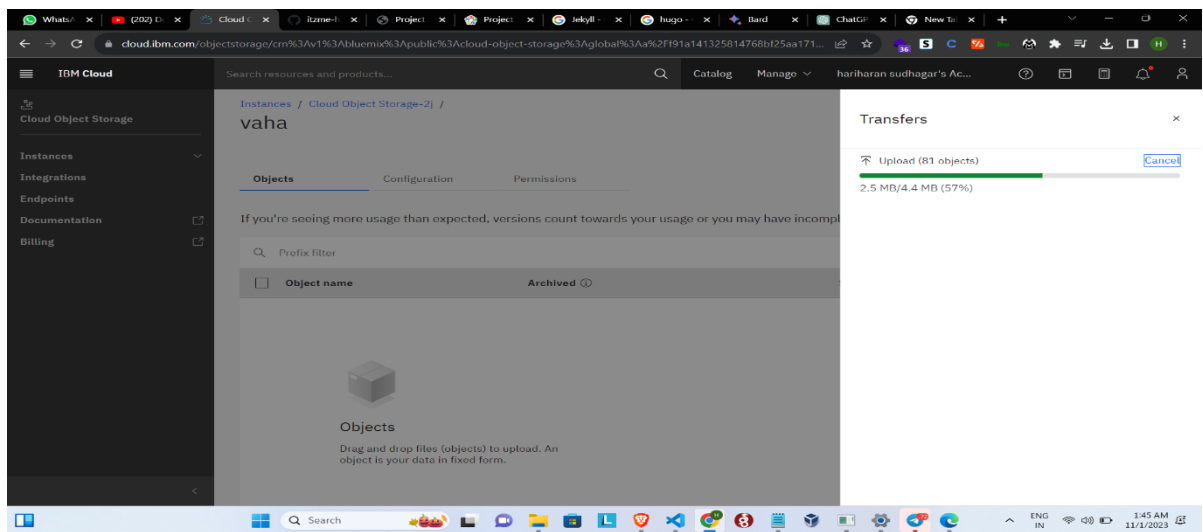 WhatsA
(202) D
Cloud C
itzme-h
Project
Project
Jekyll -
hugo -
Bard
ChatGP
New Ta
cloud.ibm.com/objectstorage/crn%3Av1%3Abluemix%3Apublic%3Acloud-object-storage%3Aglobal%3Aa%2Ff91a141325814768bf25aa171...
36
IBM Cloud
Search resources and products...
Catalog
Manage
hariharan sudhagar's Ac...
Cloud Object Storage
Instances
Integrations
Endpoints
Documentation
Billing
Instances / Cloud Object Storage-2j /
vaha
Objects
Configuration
Permissions
If you're seeing more usage than expected, versions count towards your usage or you may have incompl
Prefix filter
Object name
Archived
Objects
Drag and drop files (objects) to upload. An
object is your data in fixed form.
Transfers
Upload (81 objects)
Cancel
2.5 MB/4.4 MB (57%)
Search
ENG
IN
1:45 AM
11/1/2023